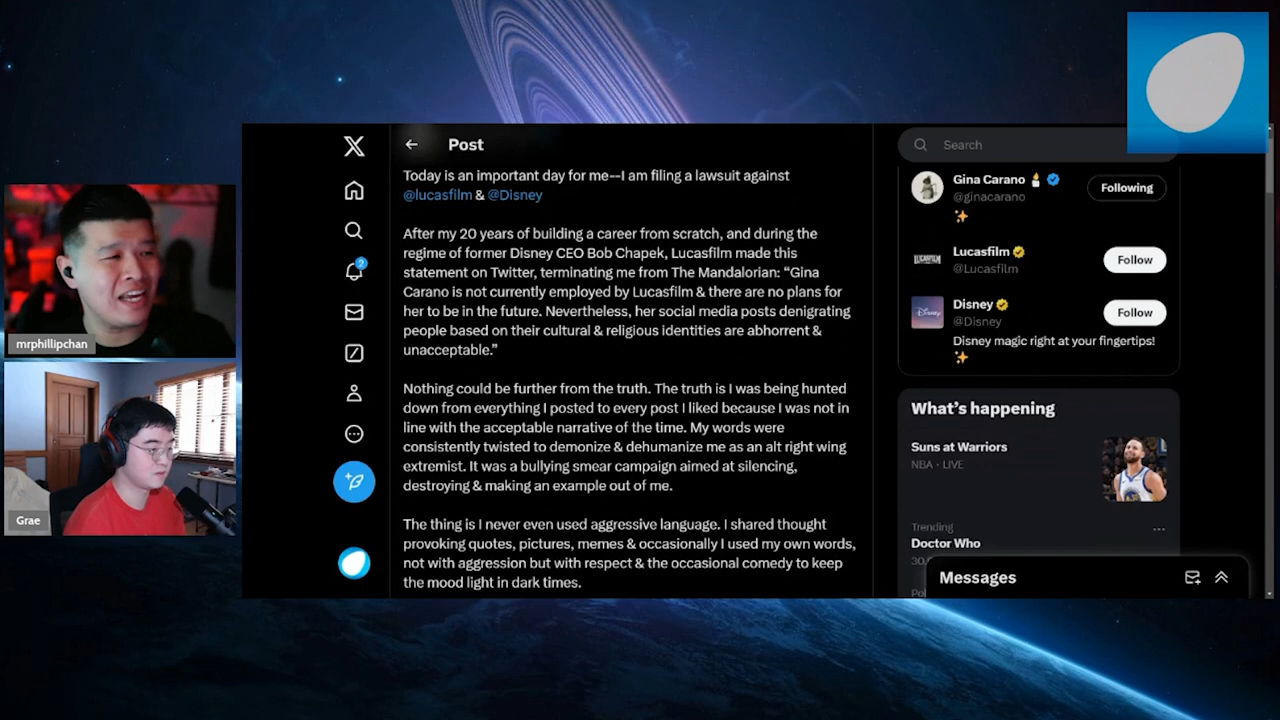 Post
Today is an important day for me--I am filing a lawsuit against
@lucasfilm & @Disney
After my 20 years of building a career from scratch, and during the
regime of former Disney CEO Bob Chapek, Lucasfilm made this
statement on Twitter, terminating me from The Mandalorian: “Gina
Carano is not currently employed by Lucasfilm & there are no plans for
her to be in the future. Nevertheless, her social media posts denigrating
people based on their cultural & religious identities are abhorrent &
unacceptable.”
Nothing could be further from the truth. The truth is I was being hunted
down from everything I posted to every post I liked because I was not in
line with the acceptable narrative of the time. My words were
consistently twisted to demonize & dehumanize me as an alt right wing
extremist. It was a bullying smear campaign aimed at silencing,
destroying & making an example out of me.
The thing is I never even used aggressive language. I shared thought
provoking quotes, pictures, memes & occasionally I used my own words,
not with aggression but with respect & the occasional comedy to keep
the mood light in dark times.
Search
Gina Carano
@ginacarano
Following
Lucasfilm
@Lucasfilm
Follow
Disney
@Disney
Follow
Disney magic right at your fingertips!
What’s happening
Suns at Warriors
NBA · LIVE
Trending
Doctor Who
30
Messages
2
mrphillipchan
Grae